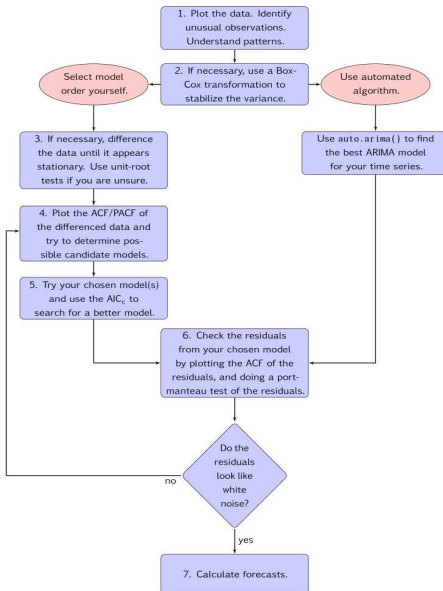 1. Plot the data. Identify
unusual observations.
Understand patterns.
Select model
order yourself.
2. If necessary, use a Box-
Cox transformation to
stabilize the variance.
Use automated
algorithm.
3. If necessary, difference
the data until it appears
stationary. Use unit-root
tests if you are unsure.
Use auto.arima() to find
the best ARIMA model
for your time series.
4. Plot the ACF/PACF of
the differenced data and
try to determine pos-
sible candidate models.
5. Try your chosen model(s)
and use the AICc to
search for a better model.
6. Check the residuals
from your chosen model
by plotting the ACF of the
residuals, and doing a port-
manteau test of the residuals.
Do the
residuals
look like
white
noise?
no
yes
7. Calculate forecasts.